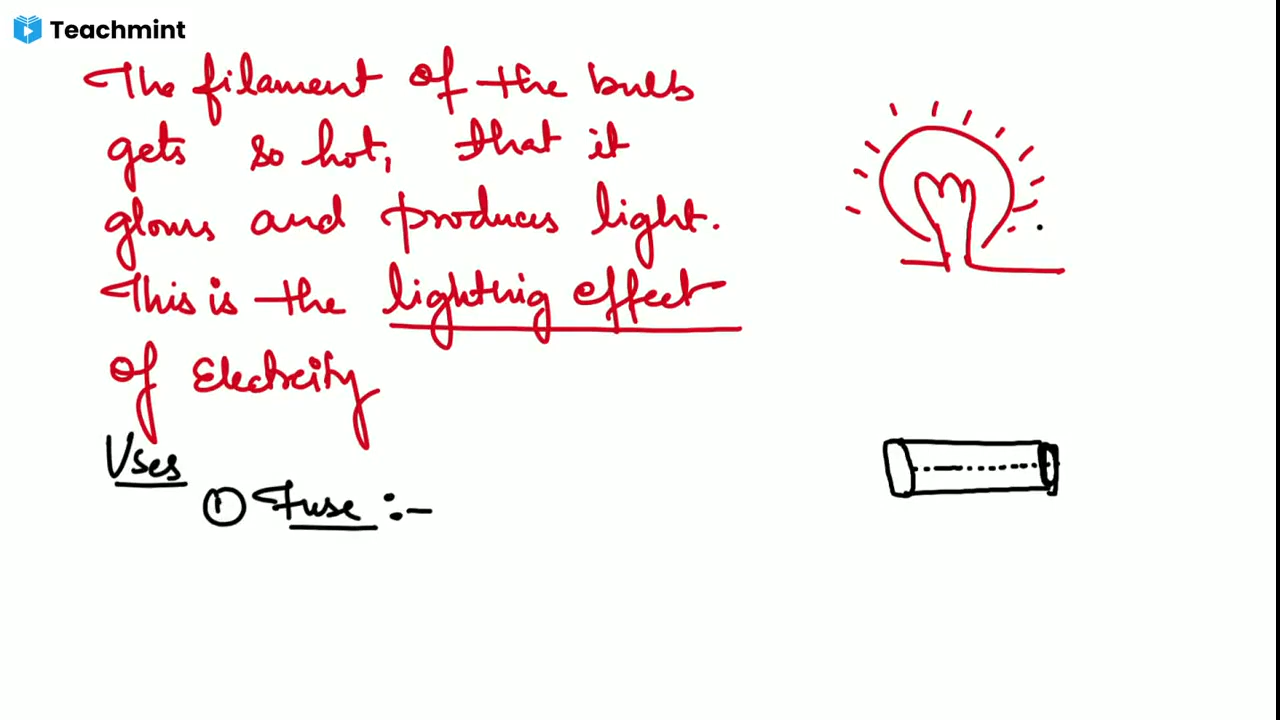 Teachmint
The filament of the bulb
gets so hot, that it
glows and produces light.
This is the lighting effect
of Electricity
Uses
① Fuse :-